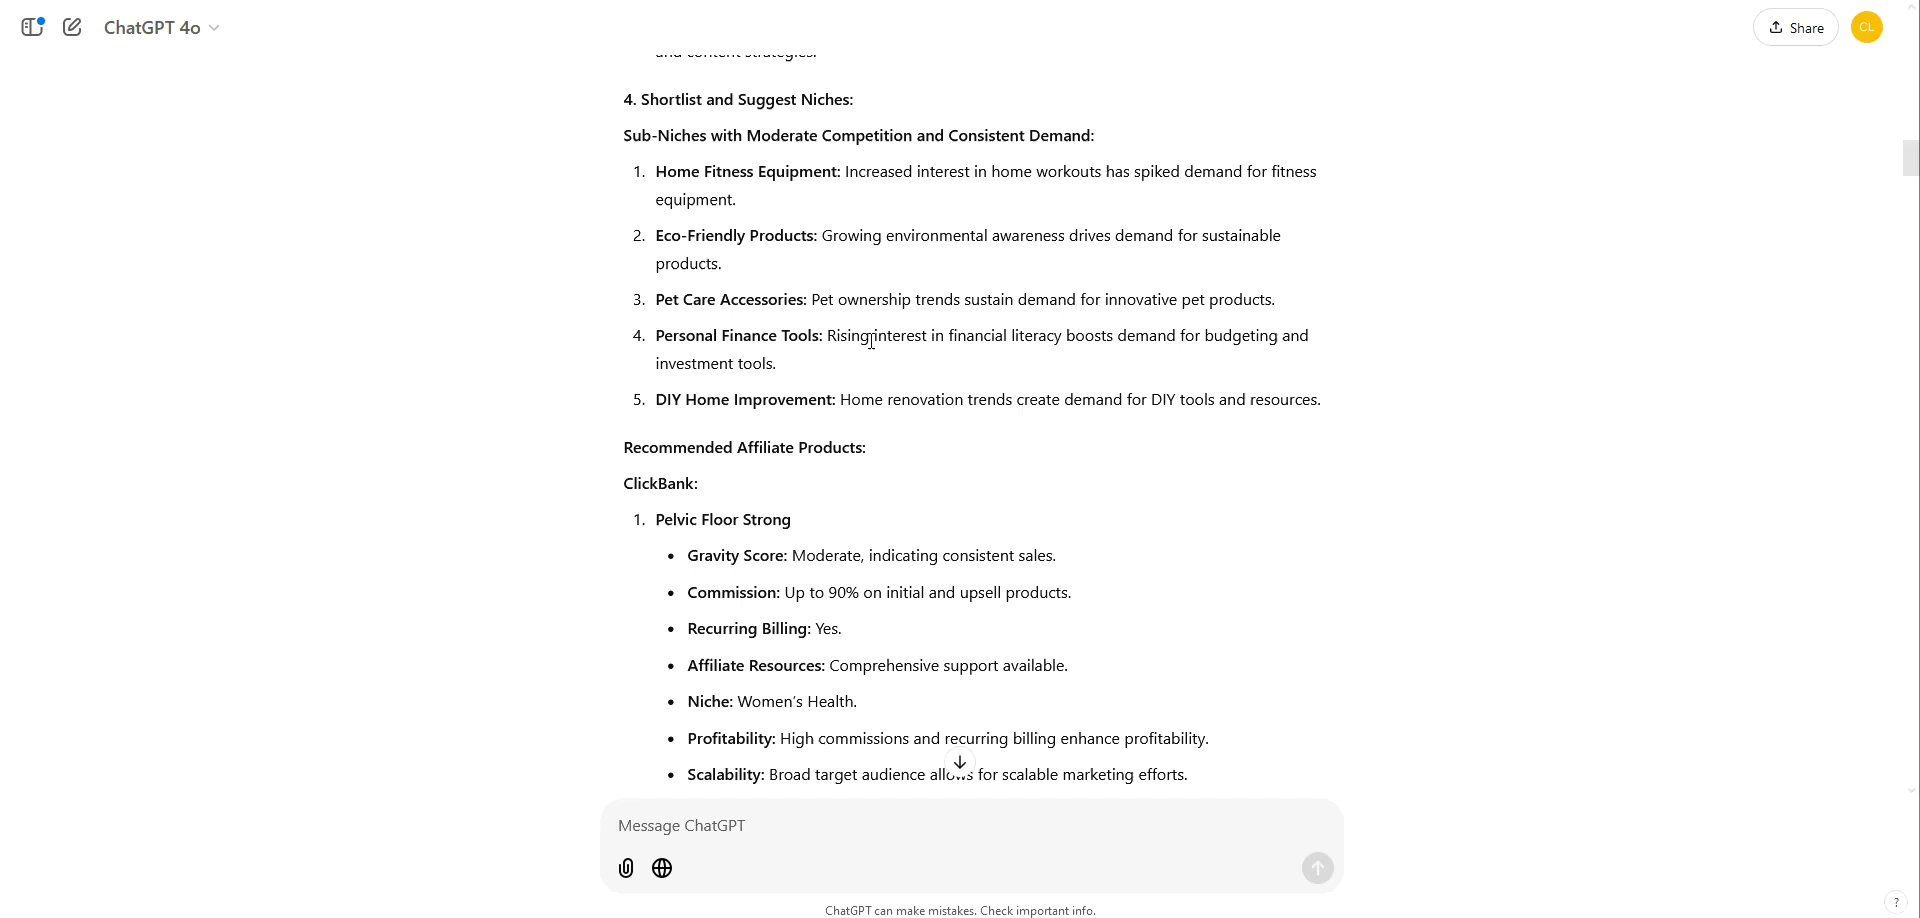 ChatGPT 4o
Share
CL
and content strategies.
4. Shortlist and Suggest Niches:
Sub-Niches with Moderate Competition and Consistent Demand:
1. Home Fitness Equipment: Increased interest in home workouts has spiked demand for fitness
equipment.
2. Eco-Friendly Products: Growing environmental awareness drives demand for sustainable
products.
3. Pet Care Accessories: Pet ownership trends sustain demand for innovative pet products.
4. Personal Finance Tools: Rising interest in financial literacy boosts demand for budgeting and
investment tools.
5. DIY Home Improvement: Home renovation trends create demand for DIY tools and resources.
Recommended Affiliate Products:
ClickBank:
1. Pelvic Floor Strong
• Gravity Score: Moderate, indicating consistent sales.
• Commission: Up to 90% on initial and upsell products.
• Recurring Billing: Yes.
• Affiliate Resources: Comprehensive support available.
• Niche: Women's Health.
• Profitability: High commissions and recurring billing enhance profitability.
• Scalability: Broad target audience allows for scalable marketing efforts.
Message ChatGPT
ChatGPT can make mistakes. Check important info.
?